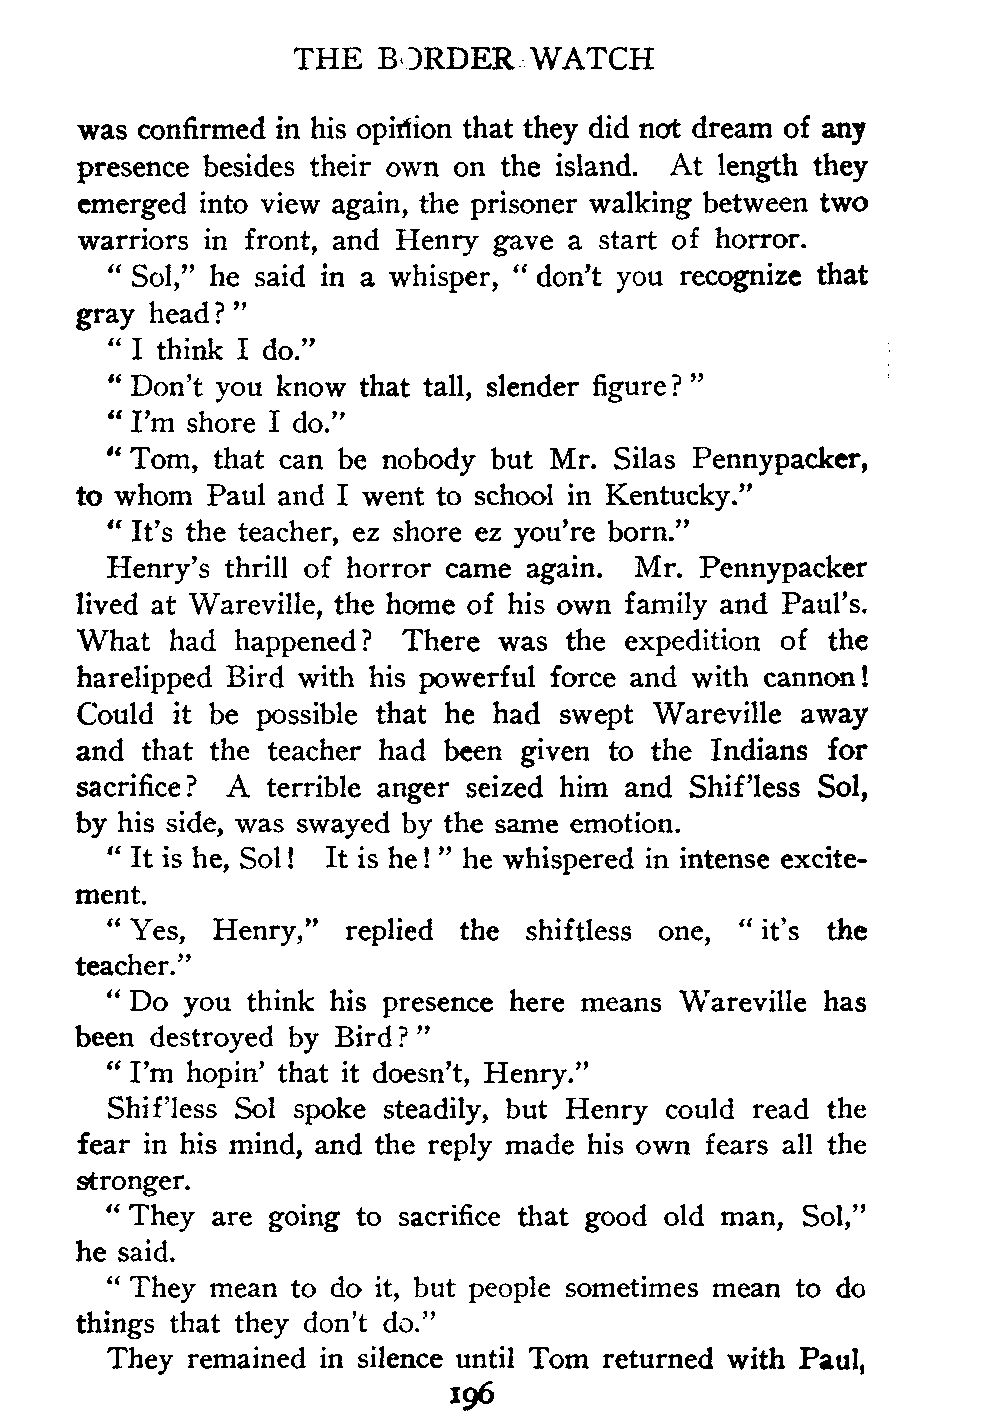 THE BORDER WATCH
was confirmed in his opinion that they did not dream of any
presence besides their own on the island. At length they
emerged into view again, the prisoner walking between two
warriors in front, and Henry gave a start of horror.
“ Sol,” he said in a whisper, “ don't you recognize that
gray head? ”
“ I think I do.”
“ Don't you know that tall, slender figure? ”
“ I'm shore I do.”
“ Tom, that can be nobody but Mr. Silas Pennypacker,
to whom Paul and I went to school in Kentucky.”
“ It's the teacher, ez shore ez you're born.”
Henry's thrill of horror came again. Mr. Pennypacker
lived at Wareville, the home of his own family and Paul's.
What had happened? There was the expedition of the
harelipped Bird with his powerful force and with cannon!
Could it be possible that he had swept Wareville away
and that the teacher had been given to the Indians for
sacrifice? A terrible anger seized him and Shif'less Sol,
by his side, was swayed by the same emotion.
“ It is he, Sol! It is he! ” he whispered in intense excite-
ment.
“ Yes, Henry,” replied the shiftless one, “ it's the
teacher.”
“ Do you think his presence here means Wareville has
been destroyed by Bird? ”
“ I'm hopin' that it doesn't, Henry.”
Shif'less Sol spoke steadily, but Henry could read the
fear in his mind, and the reply made his own fears all the
stronger.
“ They are going to sacrifice that good old man, Sol,”
he said.
“ They mean to do it, but people sometimes mean to do
things that they don't do.”
They remained in silence until Tom returned with Paul,
196